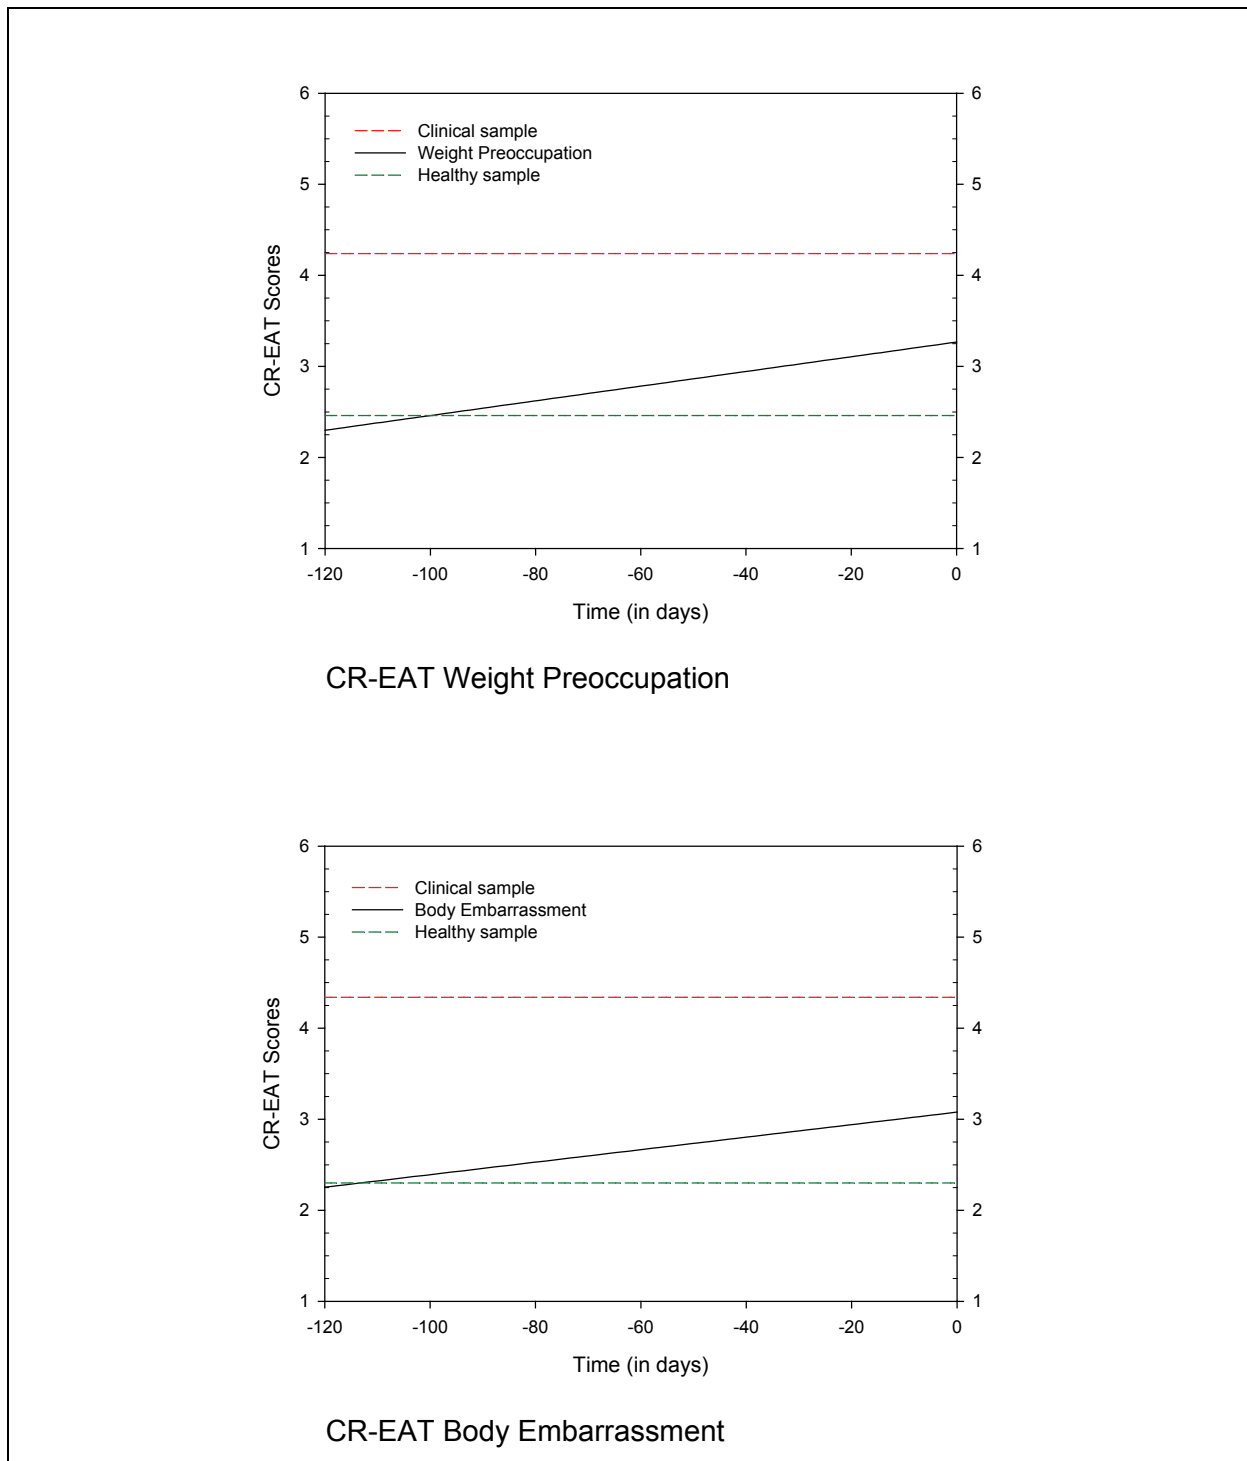 6
6
Clinical sample
Weight Preoccupation
Healthy sample
5
5
4
4
CR-EAT Scores
3
3
2
2
1
1
-120 -100 -80 -60 -40 -20 0
Time (in days)
CR-EAT Weight Preoccupation
6
6
Clinical sample
Body Embarrassment
Healthy sample
5
5
4
4
CR-EAT Scores
3
3
2
2
1
1
-120 -100 -80 -60 -40 -20 0
Time (in days)
CR-EAT Body Embarrassment